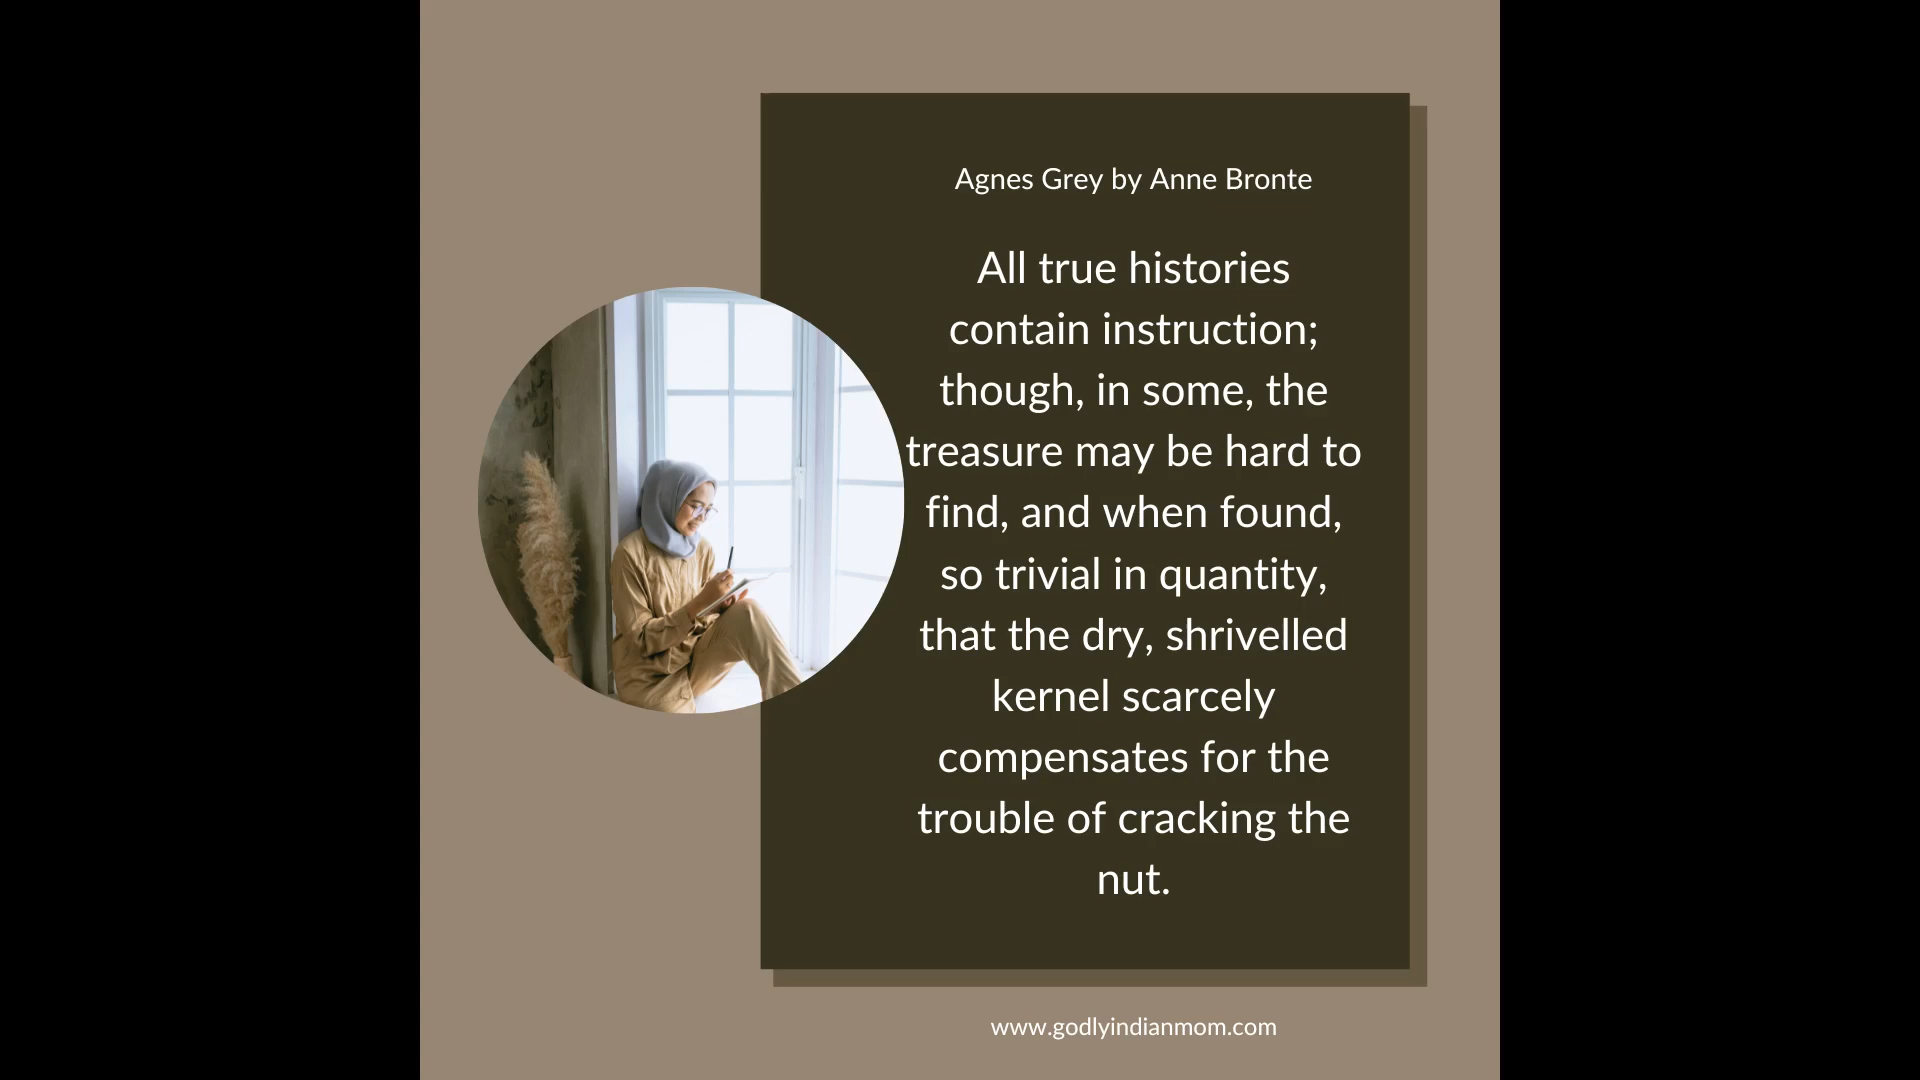 Agnes Grey by Anne Bronte
All true histories
contain instruction;
though, in some, the
treasure may be hard to
find, and when found,
so trivial in quantity,
that the dry, shrivelled
kernel scarcely
compensates for the
trouble of cracking the
nut.
www.godlyindianmom.com